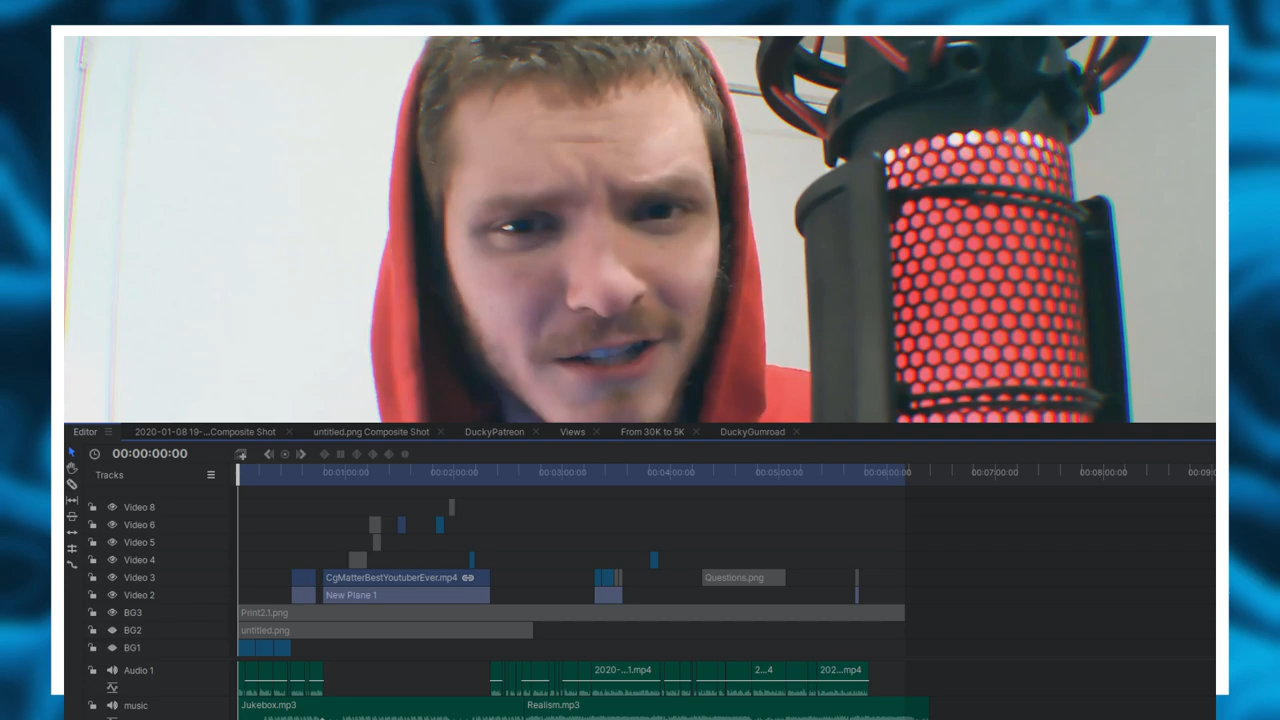 Editor 2020-01-08 19-...Composite Shot untitled.png Composite Shot DuckyPatreon Views From 30K to 5K DuckyGumroad
00:00:00:00
Tracks 00:01:00:00 00:02:00:00 00:03:00:00 00:04:00:00 00:05:00:00 00:06:00:00 00:07:00:00 00:08:00:00 00:09:0
Video 8
Video 6
Video 5
Video 4
Video 3 CgMatterBestYoutuberEver.mp4 Questions.png
Video 2 New Plane 1
BG3 Print2.1.png
BG2 untitled.png
BG1
Audio 1 2020-...1.mp4 2...4 202...mp4
music Jukebox.mp3 Realism.mp3